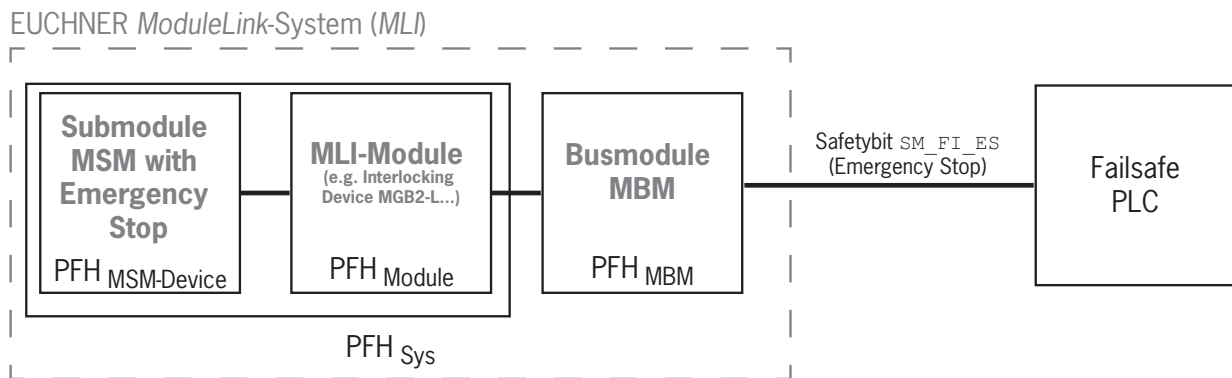 EUCHNER ModuleLink-System (MLI)
Submodule
MSM with
Emergency
Stop
PFH MSM-Device
MLI-Module
(e.g. Interlocking
Device MGB2-L...)
PFH Module
Busmodule
MBM
PFH MBM
PFH Sys
Safetybit SM_FI_ES
(Emergency Stop)
Failsafe
PLC